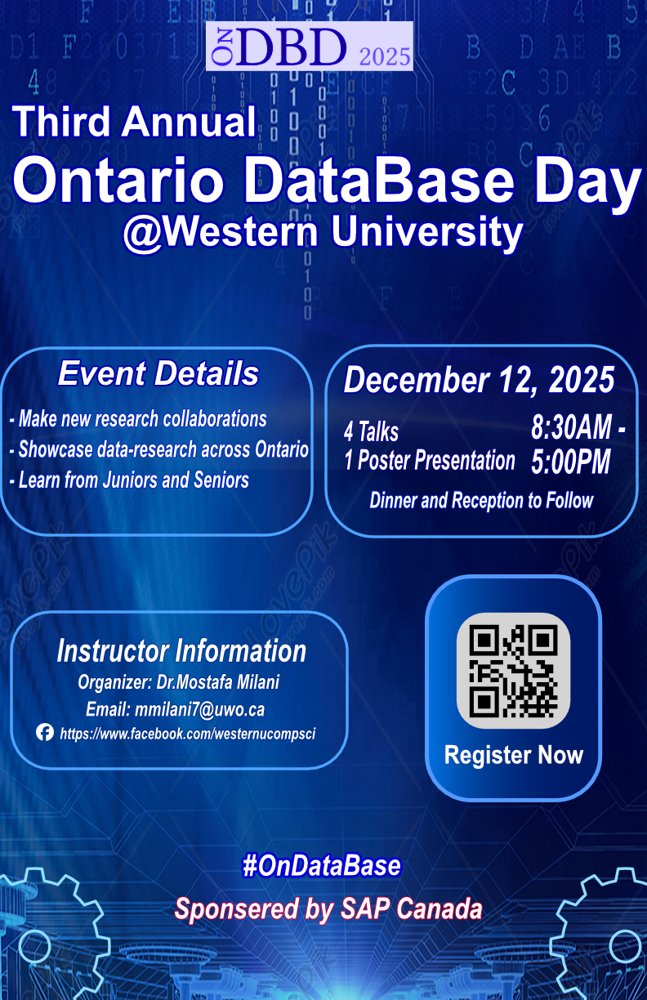 ON DBD 2025
Third Annual
Ontario DataBase Day
@Western University
Event Details
- Make new research collaborations
- Showcase data-research across Ontario
- Learn from Juniors and Seniors
December 12, 2025
4 Talks
1 Poster Presentation
8:30AM -
5:00PM
Dinner and Reception to Follow
Instructor Information
Organizer: Dr.Mostafa Milani
Email: mmilani7@uwo.ca
https://www.facebook.com/westernucompsci
Register Now
#OnDataBase
Sponsered by SAP Canada